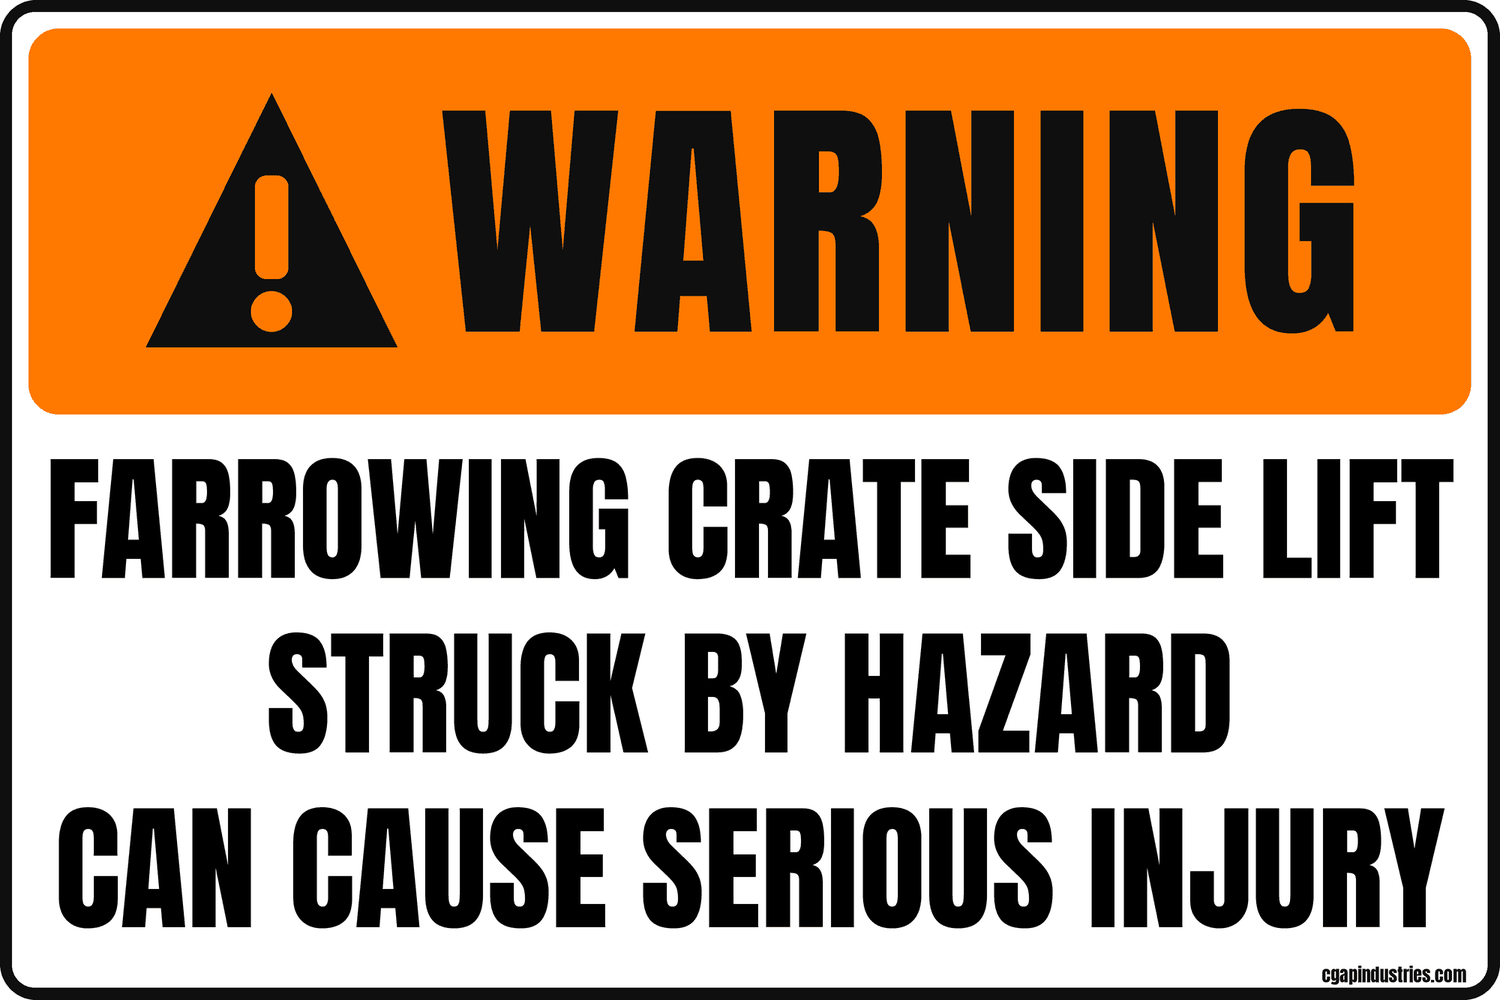 WARNING
FARROWING CRATE SIDE LIFT
STRUCK BY HAZARD
CAN CAUSE SERIOUS INJURY
cgapindustries.com